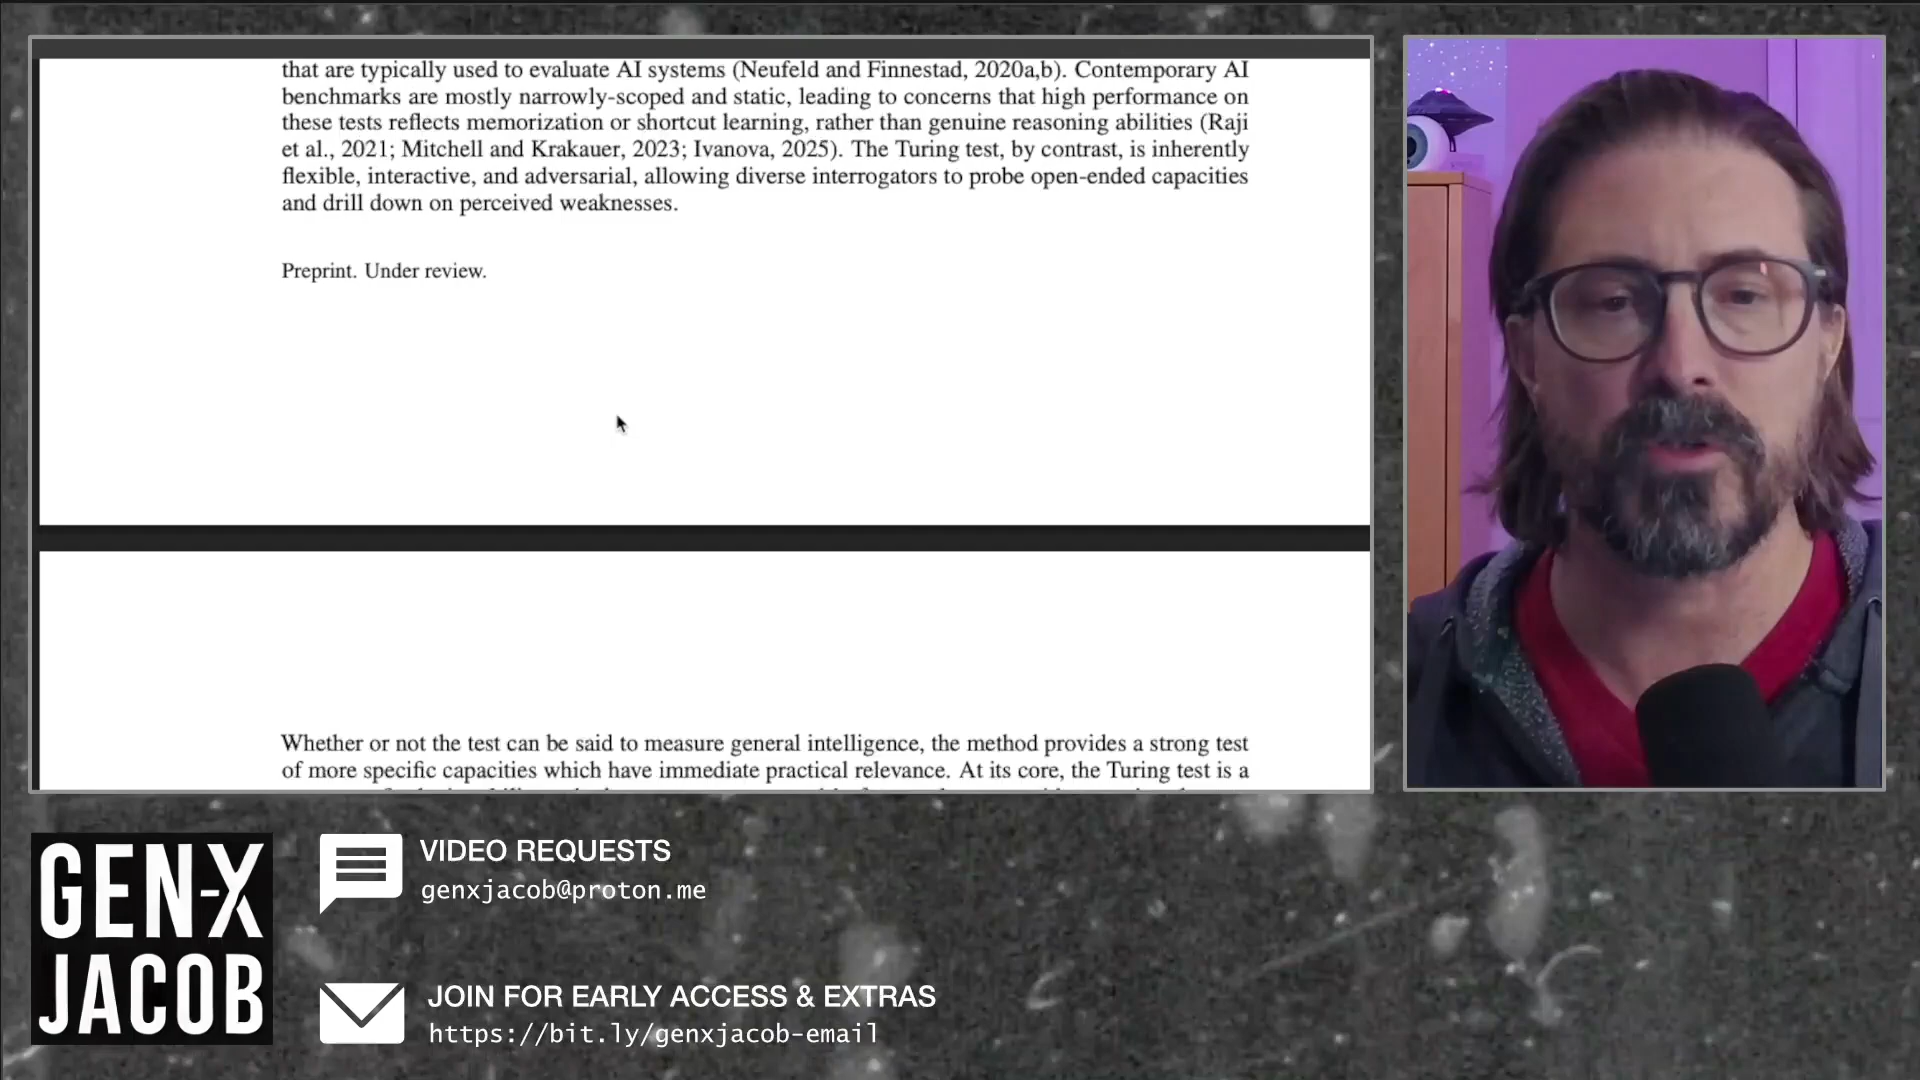 that are typically used to evaluate AI systems (Neufeld and Finnestad, 2020a,b). Contemporary AI
benchmarks are mostly narrowly-scoped and static, leading to concerns that high performance on
these tests reflects memorization or shortcut learning, rather than genuine reasoning abilities (Raji
et al., 2021; Mitchell and Krakauer, 2023; Ivanova, 2025). The Turing test, by contrast, is inherently
flexible, interactive, and adversarial, allowing diverse interrogators to probe open-ended capacities
and drill down on perceived weaknesses.
Preprint. Under review.
Whether or not the test can be said to measure general intelligence, the method provides a strong test
of more specific capacities which have immediate practical relevance. At its core, the Turing test is a
GEN-X
JACOB
VIDEO REQUESTS
genxjacob@proton.me
JOIN FOR EARLY ACCESS & EXTRAS
https://bit.ly/genxjacob-email